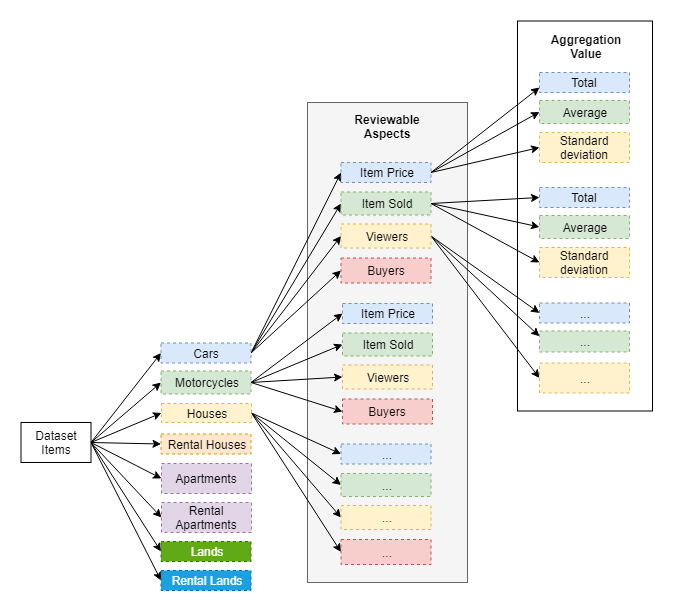 Aggregation
Value
Total
Average
Standard
deviation
Total
Average
Standard
deviation
...
...
...
Reviewable
Aspects
Item Price
Item Sold
Viewers
Buyers
Item Price
Item Sold
Viewers
Buyers
...
...
...
...
Cars
Motorcycles
Houses
Rental Houses
Apartments
Rental
Apartments
Lands
Rental Lands
Dataset
Items